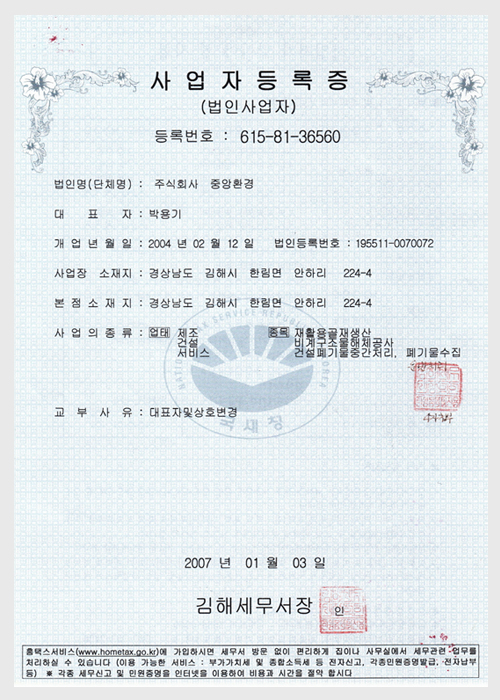 사업자등록증
(법인사업자)
등록번호 : 615-81-36560
법인명(단체명) : 주식회사 중앙환경
대 표 자 : 박용기
개 업 년 월 일 : 2004 년 02 월 12 일 법인등록번호 : 195511-0070072
사업장 소재지 : 경상남도 김해시 한림면 안하리 224-4
본 점 소 재 지 : 경상남도 김해시 한림면 안하리 224-4
사 업 의 종 류 : 업태 제조 종목 재활용골재생산
건설 비계구조물해체공사
서비스 건설폐기물중간처리, 폐기물수집
NATIONAL TAX SERVICE REPUBLIC OF KOREA
국세청
교 부 사 유 : 대표자및상호변경
2007 년 01 월 03 일
김해세무서장 인
홈택스서비스(www.hometax.go.kr)에 가입하시면 세무서 방문 없이 편리하게 집이나 사무실에서 세무관련 업무를
처리하실 수 있습니다 (이용 가능한 서비스 : 부가가치세 및 종합소득세 등 전자신고, 각종민원증명발급, 전자납부
등) ※ 각종 세무신고 및 민원증명을 인터넷을 이용하여 비용과 시간을 절약 합시다